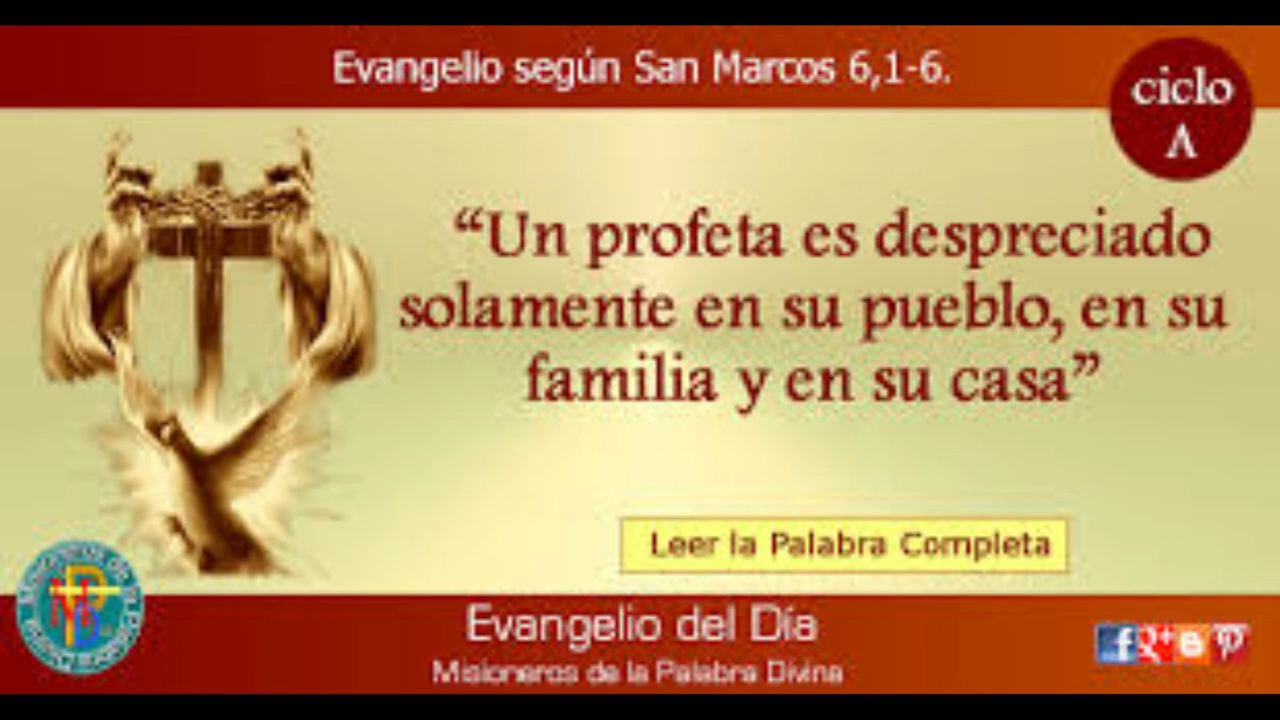 Evangelio según San Marcos 6,1-6.
ciclo
A
“Un profeta es despreciado
solamente en su pueblo, en su
familia y en su casa”
Leer la Palabra Completa
Evangelio del Día
Misioneros de la Palabra Divina